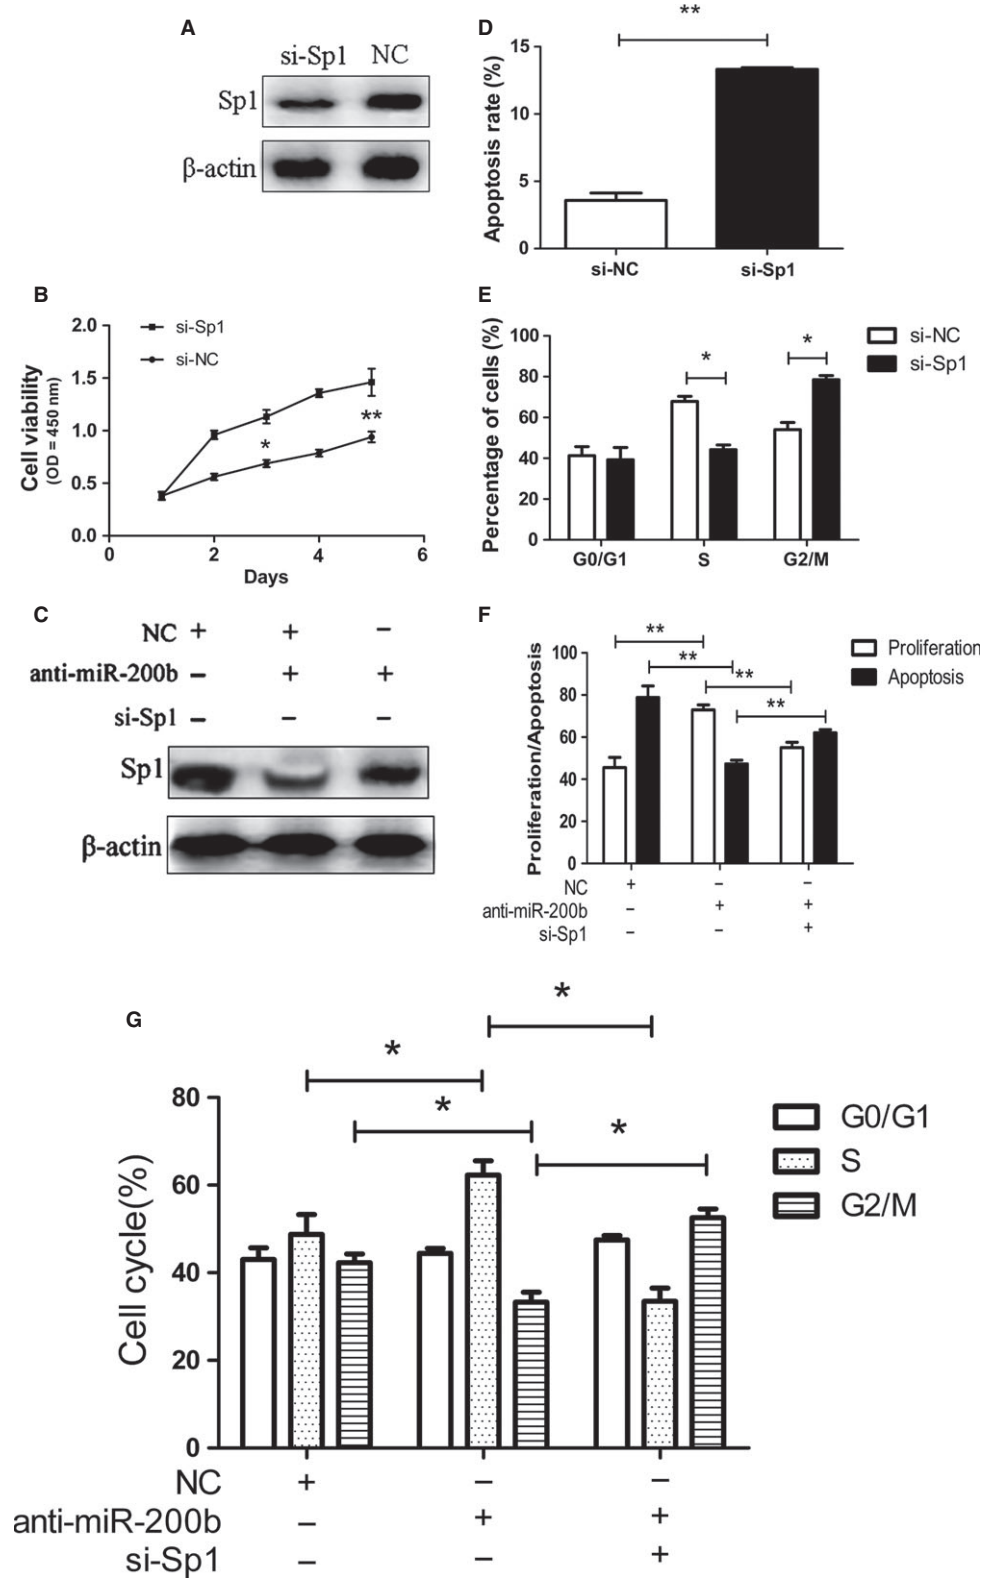 A
si-Sp1 NC
Sp1
β-actin
D
**
Apoptosis rate (%)
15
10
5
0
si-NC si-Sp1
B
Cell viability
(OD = 450 nm)
2.0
1.5
1.0
0.5
0.0
si-Sp1
si-NC
*
**
0 2 4 6
Days
E
Percentage of cells (%)
100
80
60
40
20
0
* *
si-NC
si-Sp1
G0/G1 S G2/M
C
NC + + −
anti-miR-200b − + +
si-Sp1 − − −
Sp1
β-actin
F
Proliferation/Apoptosis
100
80
60
40
20
0
**
**
**
**
Proliferation
Apoptosis
NC + − −
anti-miR-200b − + +
si-Sp1 − − +
G
Cell cycle(%)
80
60
40
20
0
*
*
*
*
G0/G1
S
G2/M
NC + − −
anti-miR-200b − + +
si-Sp1 − − +